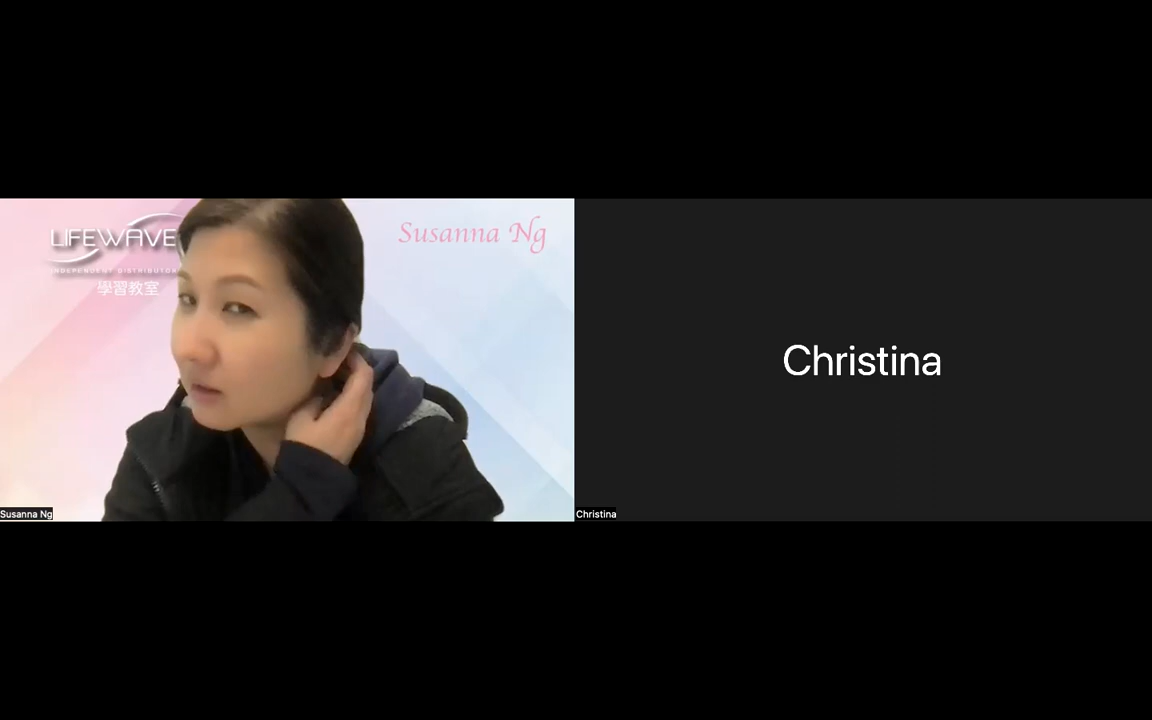 LIFEWAVE
INDEPENDENT DISTRIBUTOR
學習教室
Susanna Ng
Susanna Ng
Christina
Christina